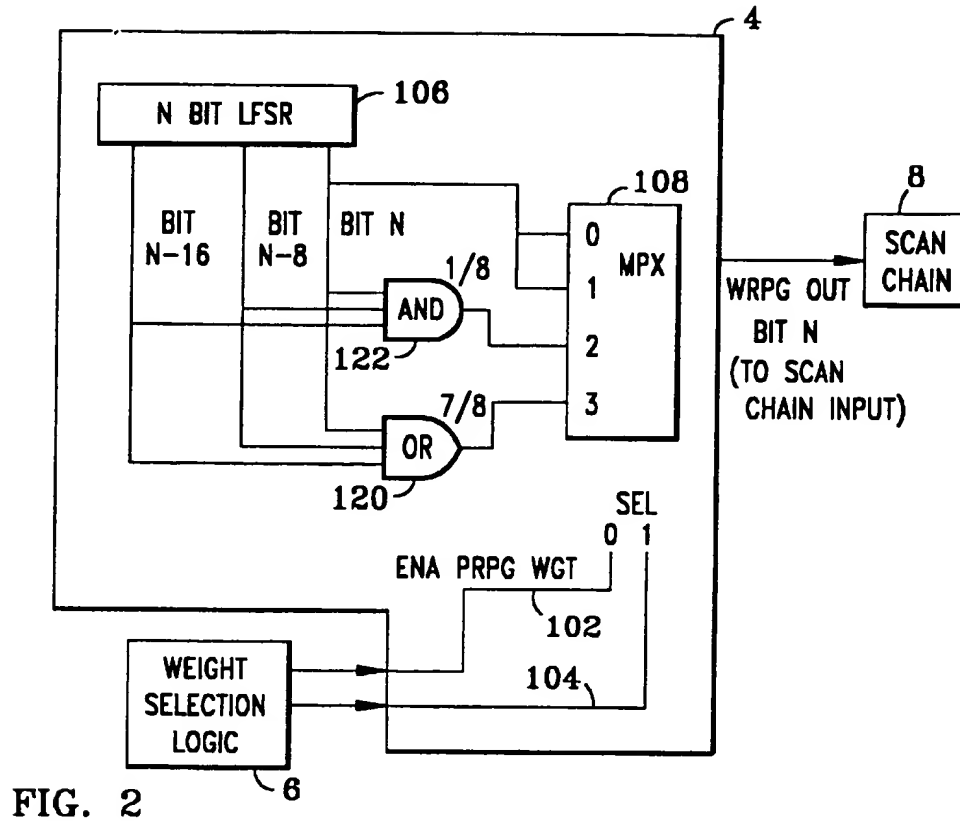 4
106
N BIT LFSR
108
8
BIT
N-16
BIT
N-8
BIT N
0
MPX
1
2
3
SCAN
CHAIN
1/8
AND
122
WRPG OUT
BIT N
(TO SCAN
CHAIN INPUT)
7/8
OR
120
SEL
0 1
ENA PRPG WGT
102
104
WEIGHT
SELECTION
LOGIC
6
FIG. 2